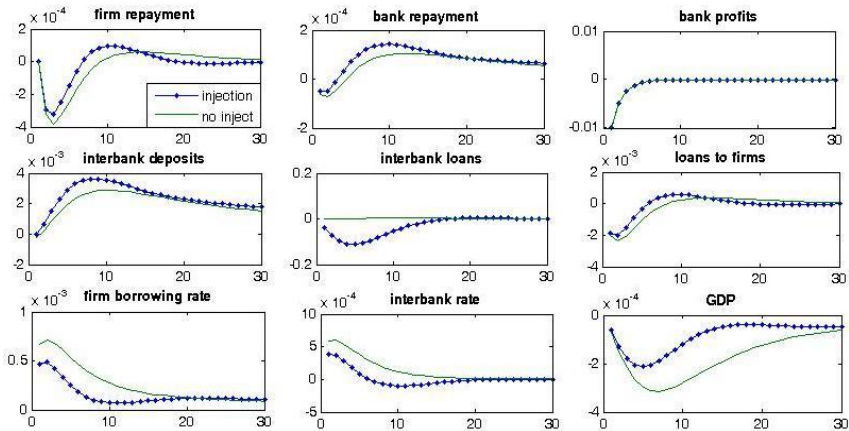 firm repayment
bank repayment
bank profits
x 10⁻⁴
x 10⁻⁴
2
2
0.01
0
0
0
-2
injection
no inject
-4
-2
-0.01
0 10 20 30
0 10 20 30
0 10 20 30
interbank deposits
interbank loans
loans to firms
x 10⁻³
x 10⁻³
4
0.2
2
2
0
0
0
-2
-2
-0.2
-4
0 10 20 30
0 10 20 30
0 10 20 30
firm borrowing rate
interbank rate
GDP
x 10⁻³
x 10⁻⁴
x 10⁻⁴
1
10
0
5
0.5
-2
0
0
-5
-4
0 10 20 30
0 10 20 30
0 10 20 30